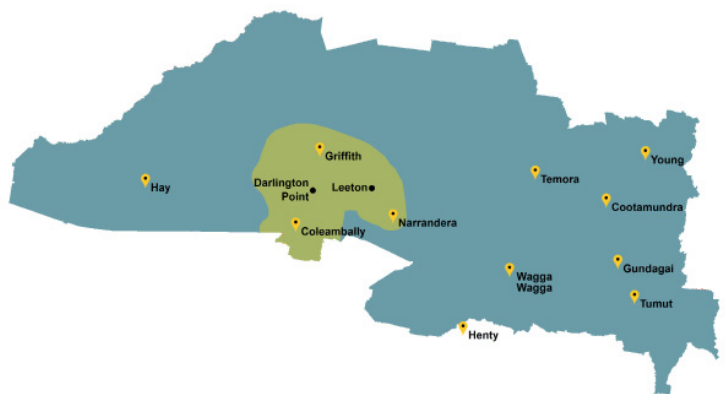 Griffith
Young
Hay
Darlington
Point
Leeton
Temora
Cootamundra
Narrandera
Coleambally
Gundagai
Wagga
Wagga
Tumut
Henty